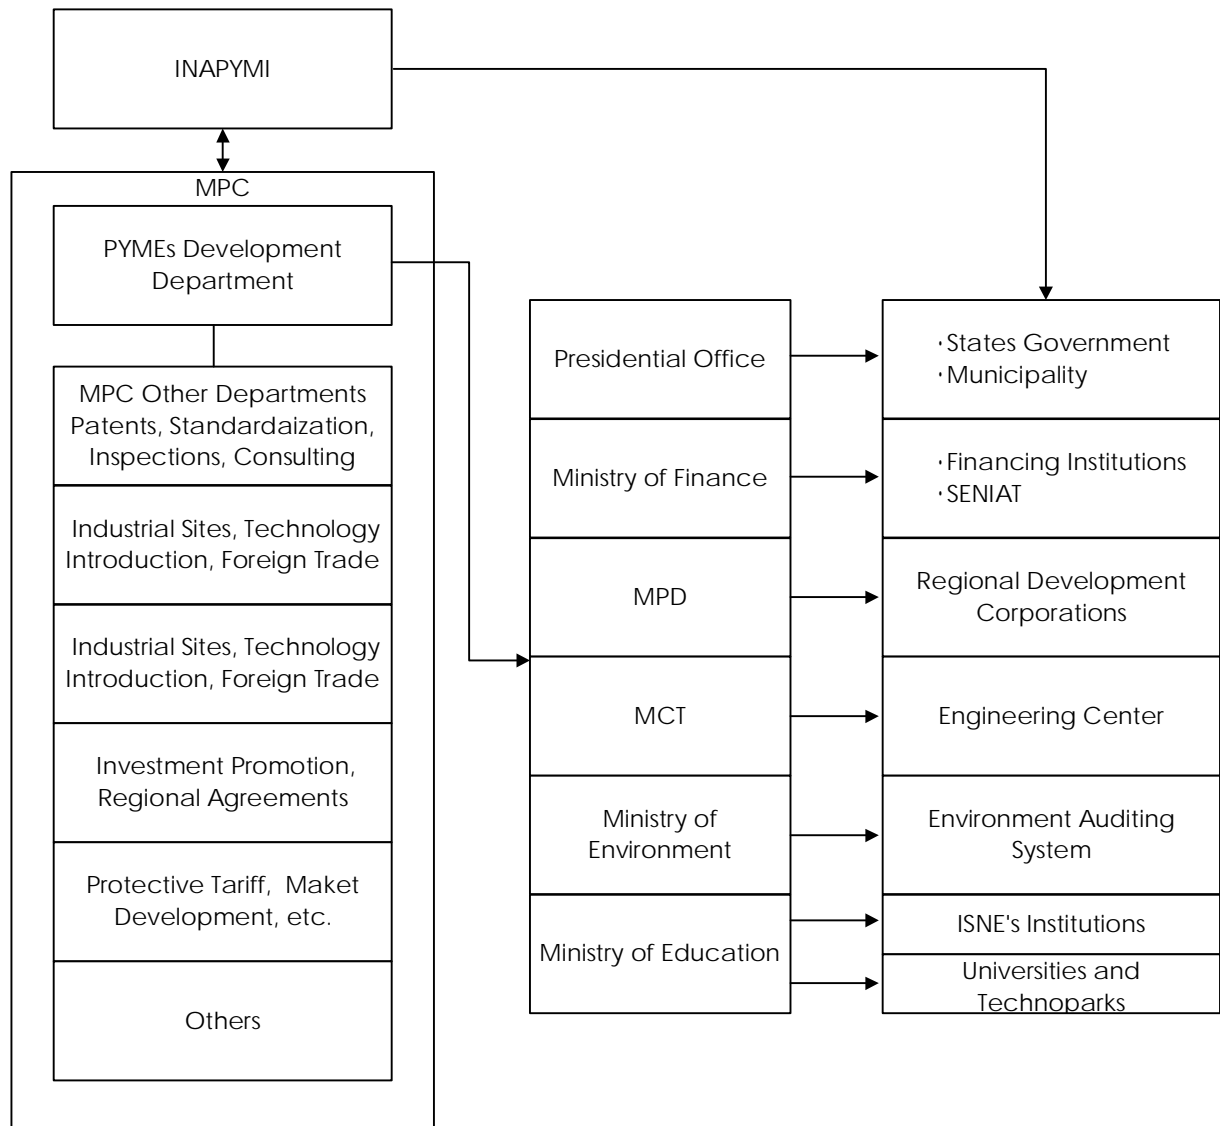 INAPYMI
MPC
PYMEs Development
Department
MPC Other Departments
Patents, Standardaization,
Inspections, Consulting
Industrial Sites, Technology
Introduction, Foreign Trade
Industrial Sites, Technology
Introduction, Foreign Trade
Investment Promotion,
Regional Agreements
Protective Tariff, Maket
Development, etc.
Others
Presidential Office
Ministry of Finance
MPD
MCT
Ministry of
Environment
Ministry of Education
・States Government
・Municipality
・Financing Institutions
・SENIAT
Regional Development
Corporations
Engineering Center
Environment Auditing
System
ISNE's Institutions
Universities and
Technoparks